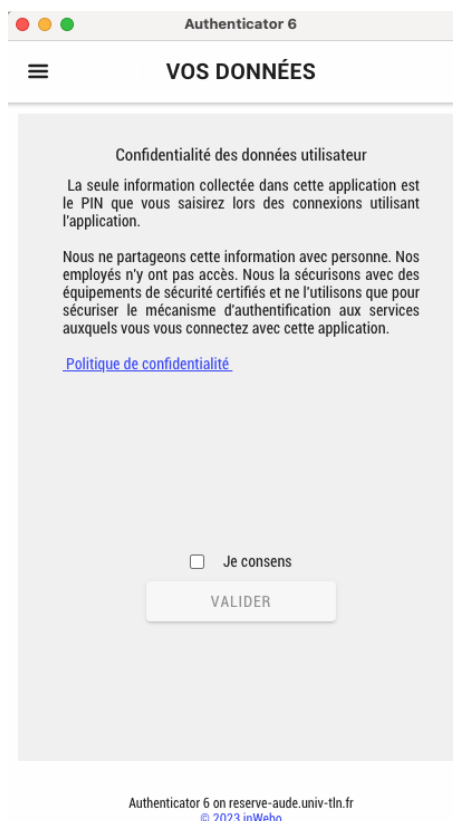 Authenticator 6
VOS DONNÉES
Confidentialité des données utilisateur
La seule information collectée dans cette application est
le PIN que vous saisirez lors des connexions utilisant
l'application.
Nous ne partageons cette information avec personne. Nos
employés n'y ont pas accès. Nous la sécurisons avec des
équipements de sécurité certifiés et ne l'utilisons que pour
sécuriser le mécanisme d'authentification aux services
auxquels vous vous connectez avec cette application.
Politique de confidentialité
Je consens
VALIDER
Authenticator 6 on reserve-aude.univ-tln.fr
© 2023 inWebo